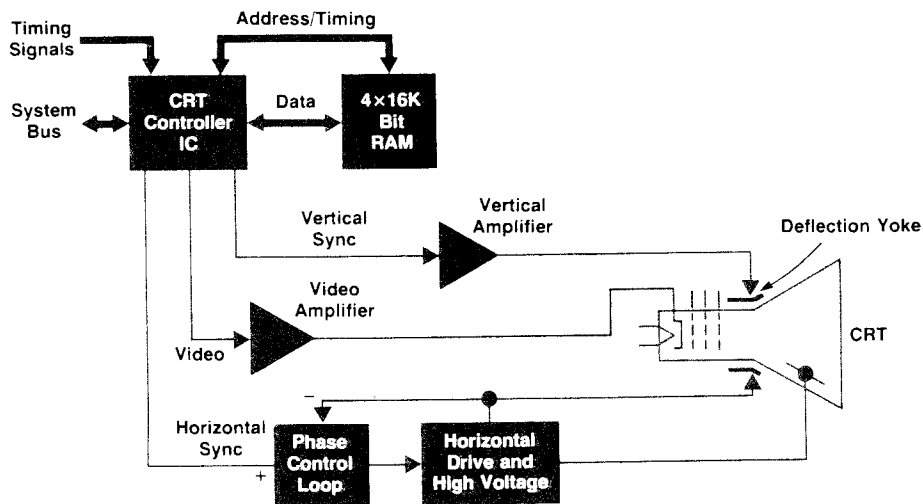 Address/Timing
Timing
Signals
System
Bus
CRT
Controller
IC
Data
4×16K
Bit
RAM
Vertical
Sync
Vertical
Amplifier
Deflection Yoke
Video
Amplifier
Video
CRT
Horizontal
Sync
−
+
Phase
Control
Loop
Horizontal
Drive and
High Voltage